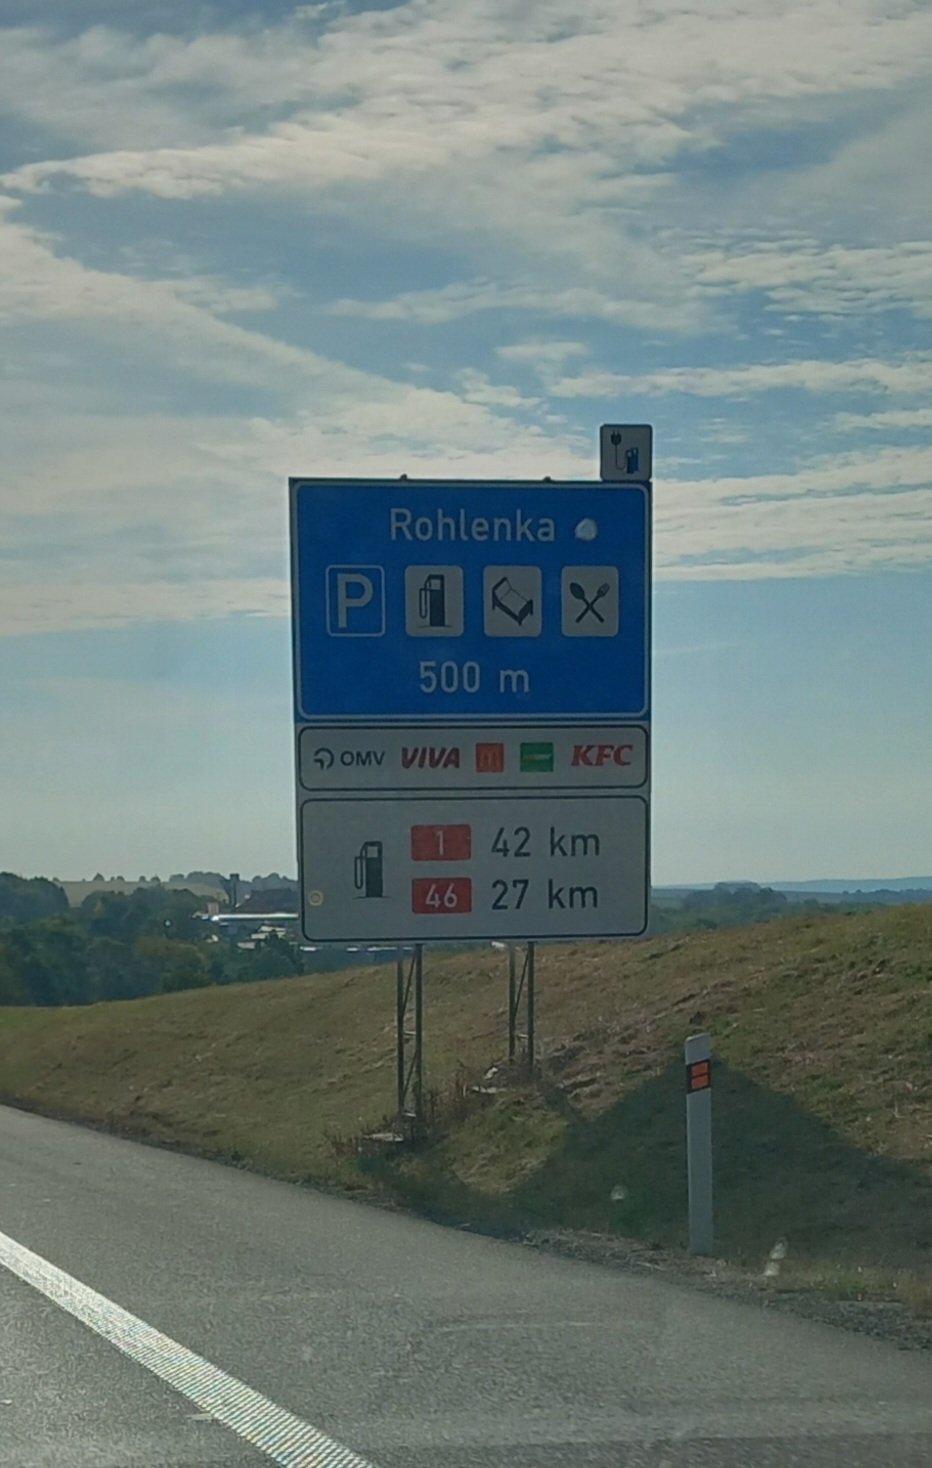 Rohlenka
P
500 m
OMV VIVA M KFC
1 42 km
46 27 km